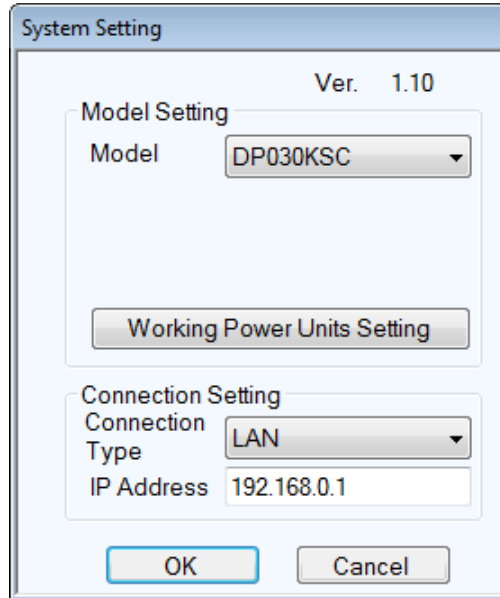 System Setting
Ver. 1.10
Model Setting
Model DP030KSC
Working Power Units Setting
Connection Setting
Connection
Type LAN
IP Address 192.168.0.1
OK Cancel